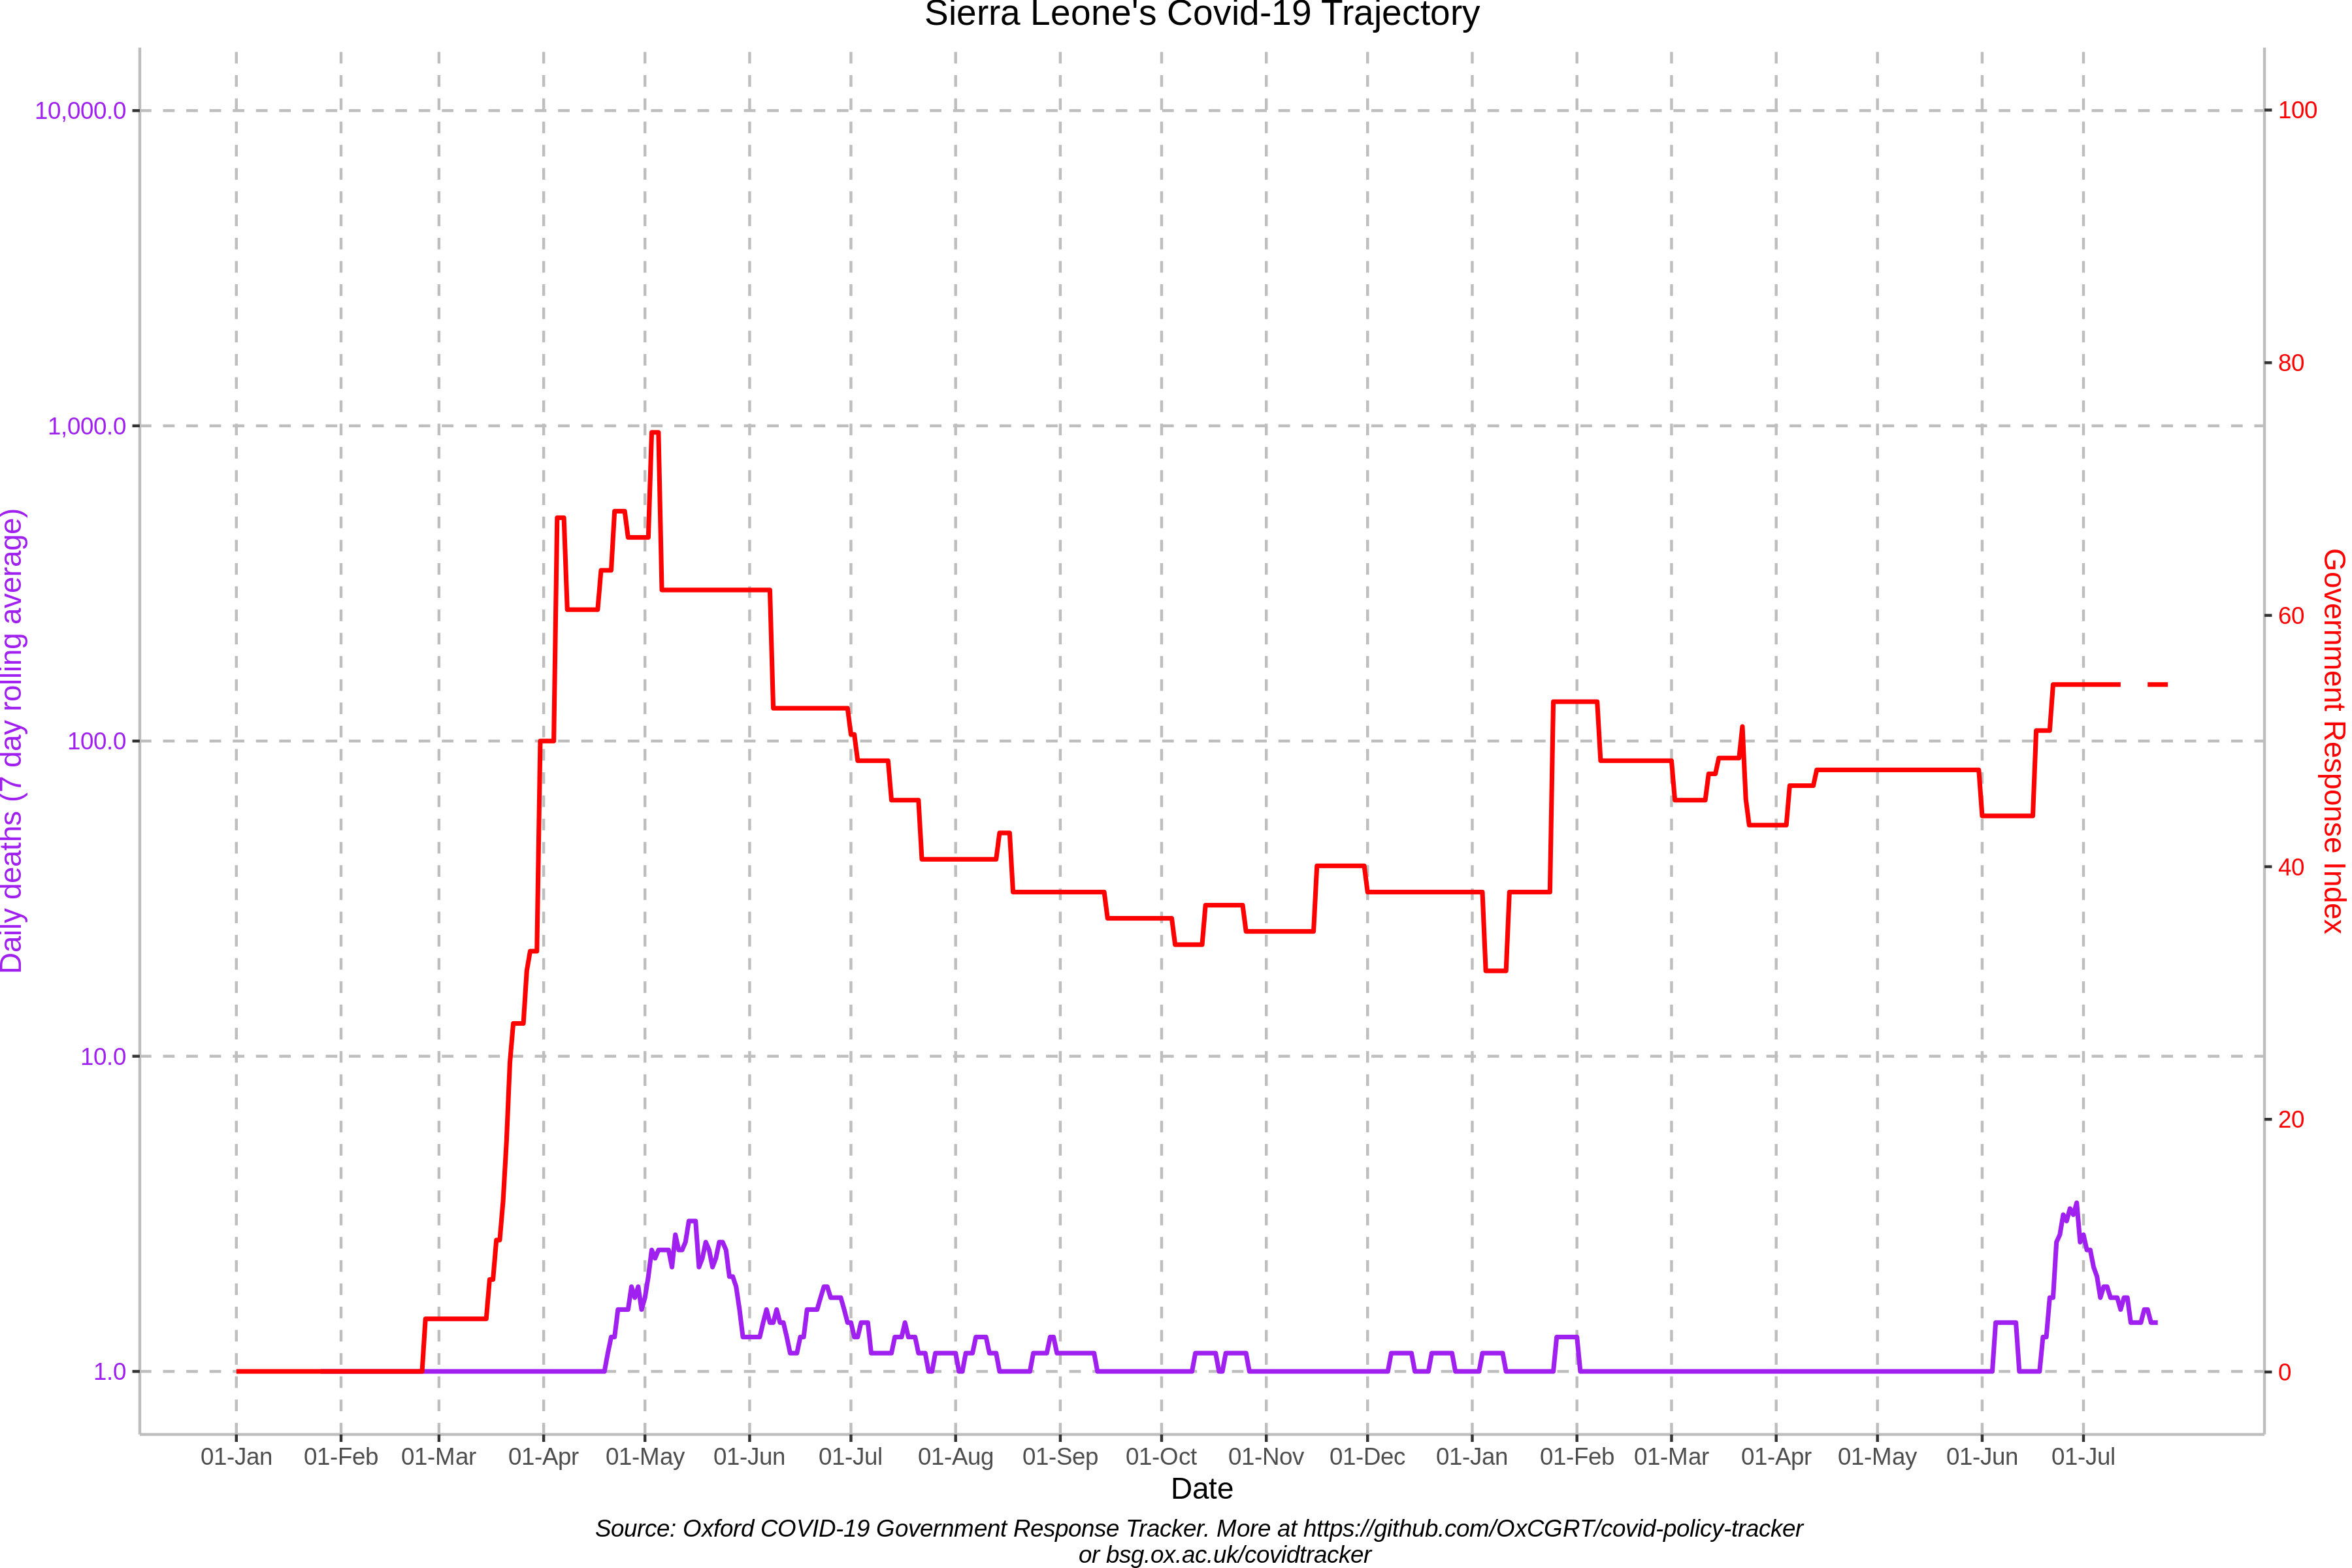 Sierra Leone's Covid-19 Trajectory
10,000.0
1,000.0
100.0
10.0
1.0
Daily deaths (7 day rolling average)
100
80
60
40
20
0
Government Response Index
01-Jan 01-Feb 01-Mar 01-Apr 01-May 01-Jun 01-Jul 01-Aug 01-Sep 01-Oct 01-Nov 01-Dec 01-Jan 01-Feb 01-Mar 01-Apr 01-May 01-Jun 01-Jul
Date
Source: Oxford COVID-19 Government Response Tracker. More at https://github.com/OxCGRT/covid-policy-tracker
or bsg.ox.ac.uk/covidtracker